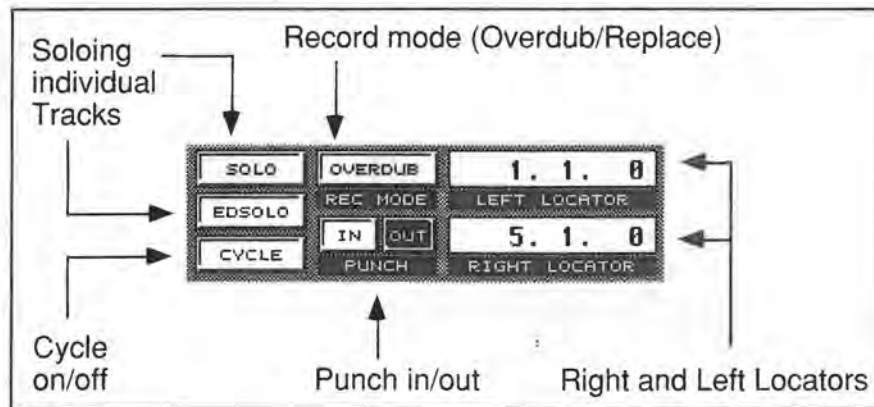 Soloing
individual
Tracks
Record mode (Overdub/Replace)
SOLO
OVERDUB
1. 1. 0
REC MODE
LEFT LOCATOR
EDSOLO
IN
OUT
5. 1. 0
CYCLE
PUNCH
RIGHT LOCATOR
Cycle
on/off
Punch in/out
Right and Left Locators